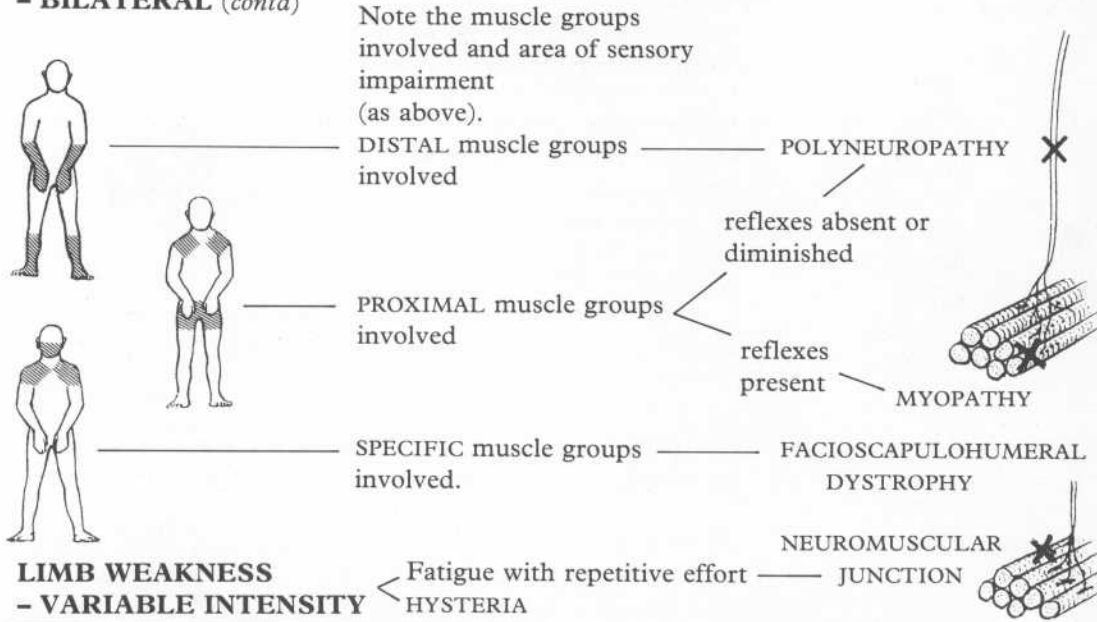 – BILATERAL (contd)
Note the muscle groups
involved and area of sensory
impairment
(as above).
DISTAL muscle groups
involved
POLYNEUROPATHY
reflexes absent or
diminished
PROXIMAL muscle groups
involved
reflexes
present
MYOPATHY
SPECIFIC muscle groups
involved.
FACIOSCAPULOHUMERAL
DYSTROPHY
LIMB WEAKNESS
– VARIABLE INTENSITY
Fatigue with repetitive effort
HYSTERIA
NEUROMUSCULAR
JUNCTION